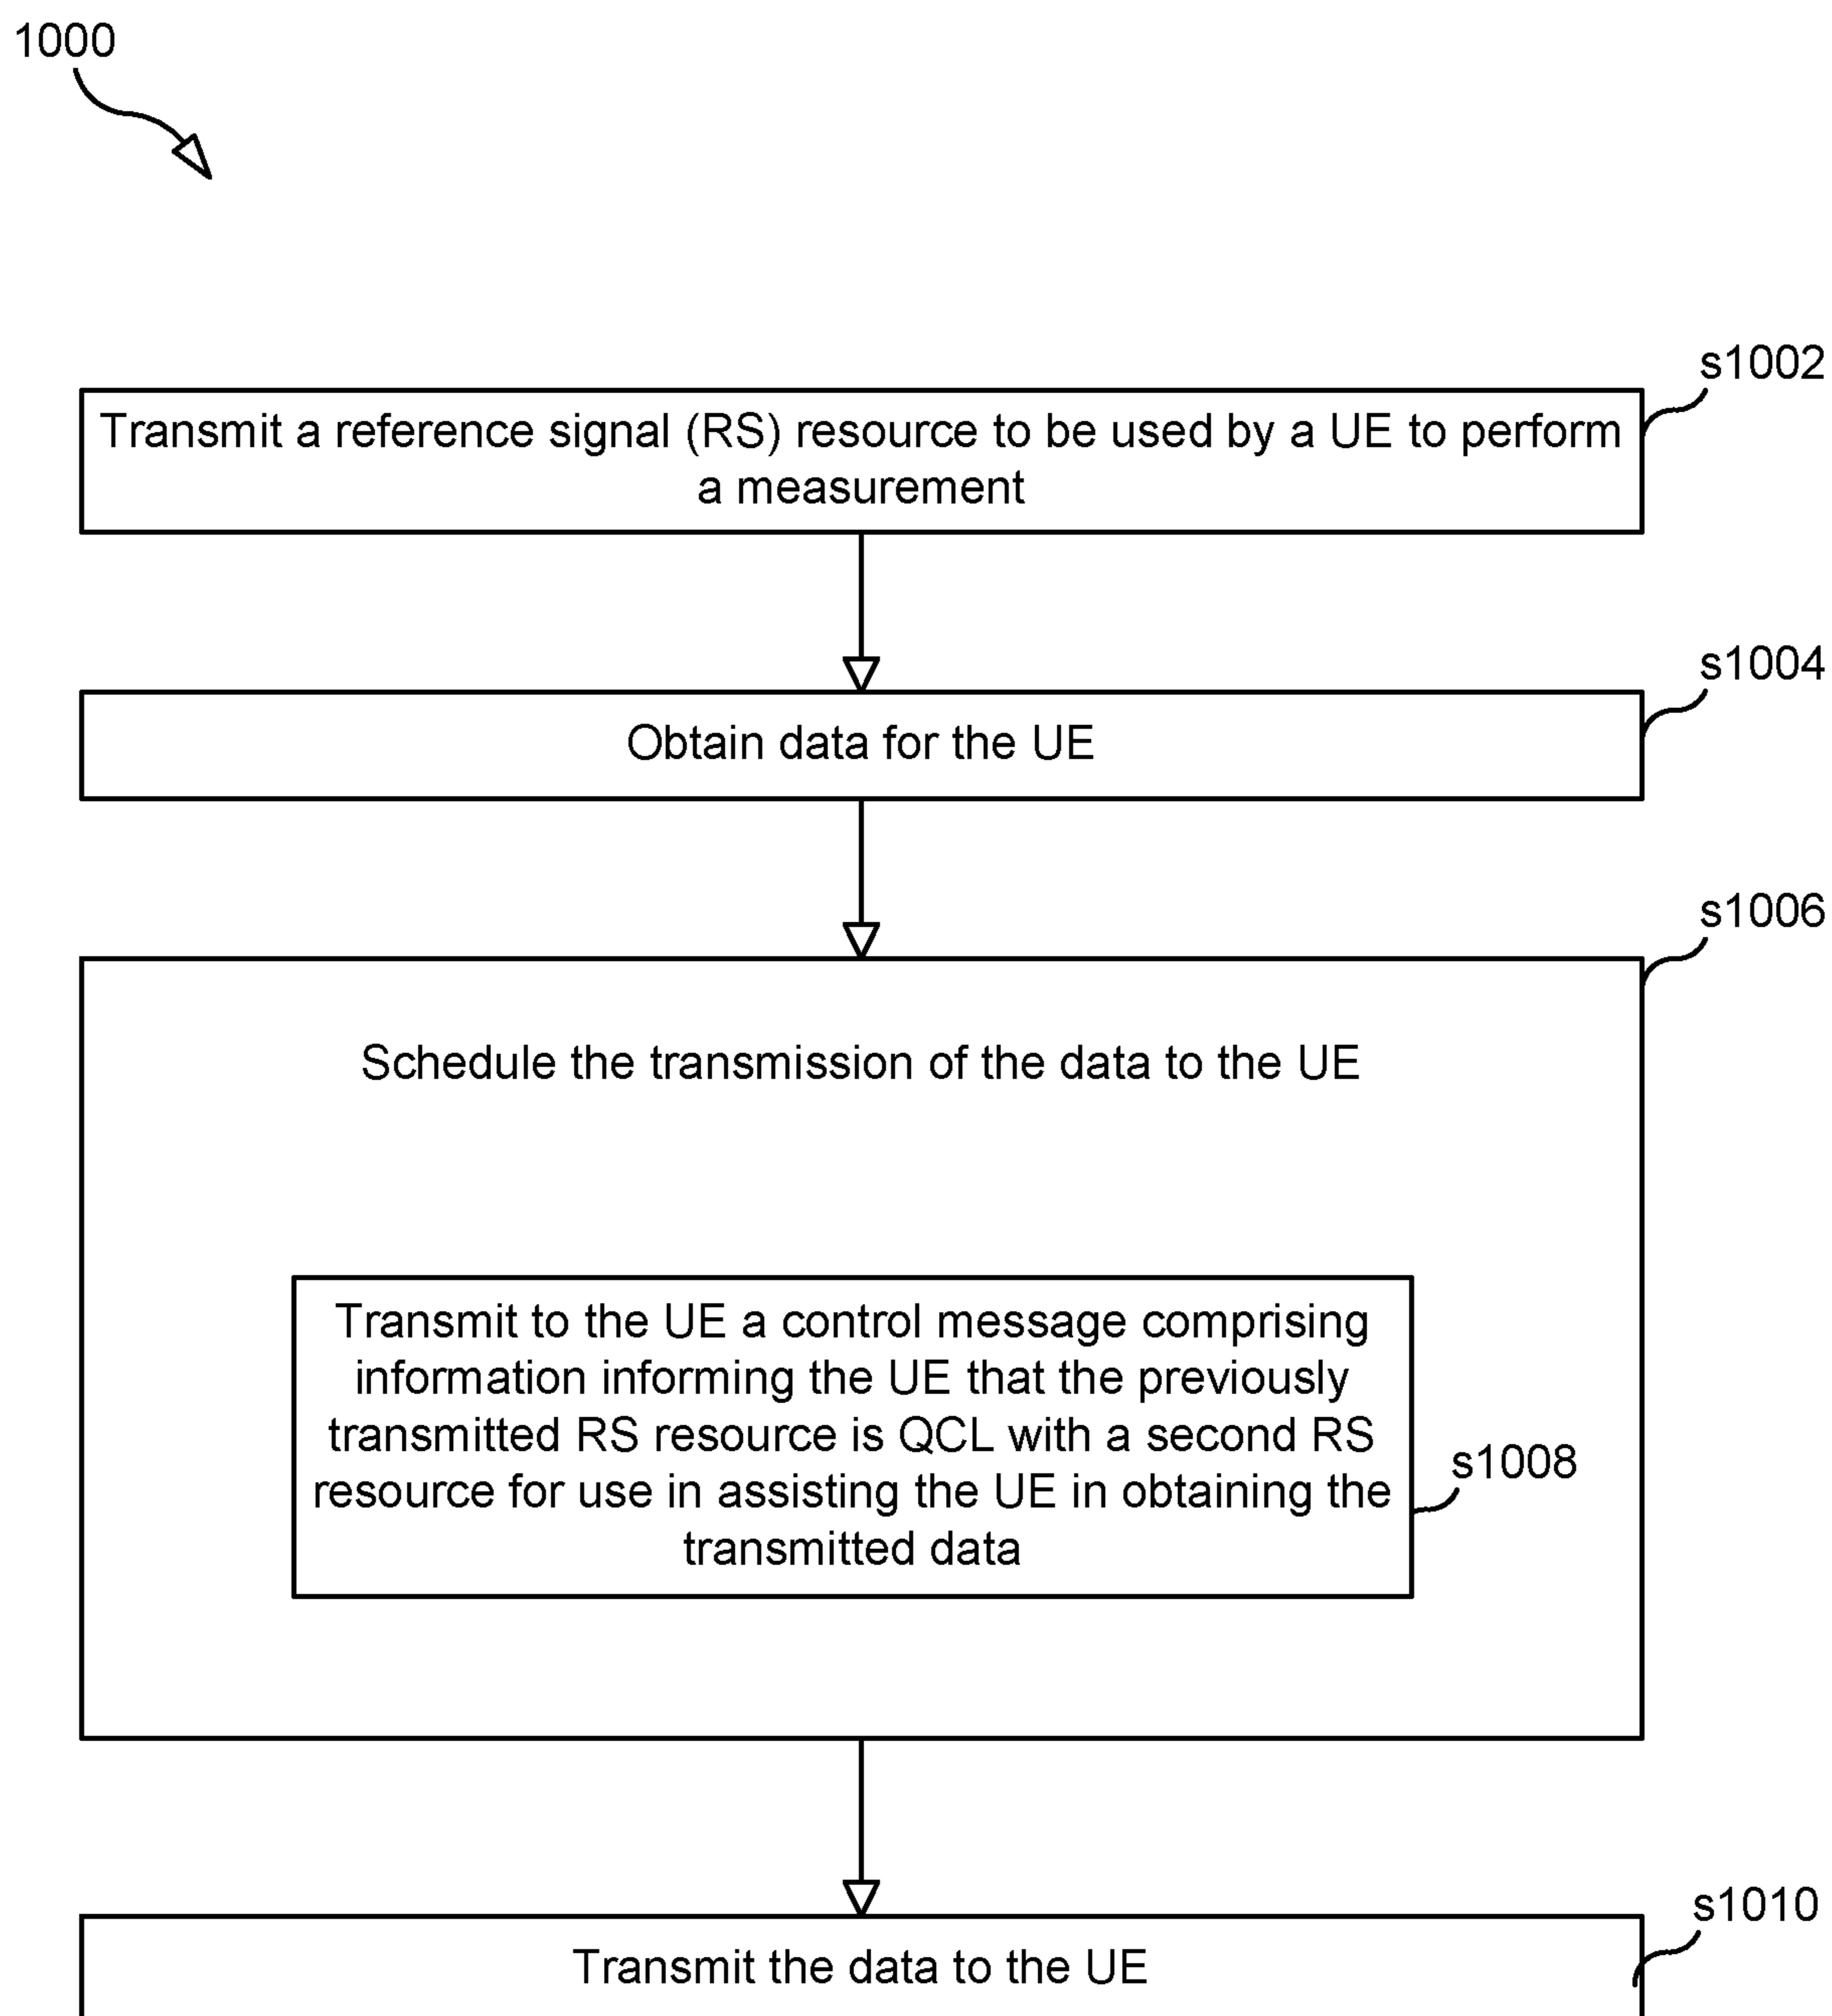 1000
s1002
Transmit a reference signal (RS) resource to be used by a UE to perform
a measurement
s1004
Obtain data for the UE
s1006
Schedule the transmission of the data to the UE
Transmit to the UE a control message comprising
information informing the UE that the previously
transmitted RS resource is QCL with a second RS
resource for use in assisting the UE in obtaining the
transmitted data
s1008
s1010
Transmit the data to the UE